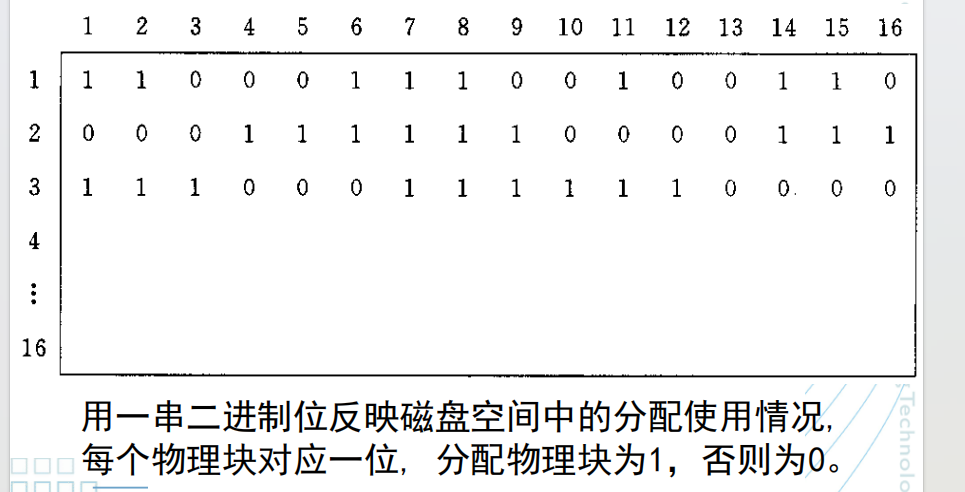 1 2 3 4 5 6 7 8 9 10 11 12 13 14 15 16
1 1 1 0 0 0 1 1 1 0 0 1 0 0 1 1 0
2 0 0 0 1 1 1 1 1 1 0 0 0 0 1 1 1
3 1 1 1 0 0 0 1 1 1 1 1 1 0 0 0 0
4
⋮
16
用一串二进制位反映磁盘空间中的分配使用情况,
每个物理块对应一位, 分配物理块为1，否则为0。
Technolo